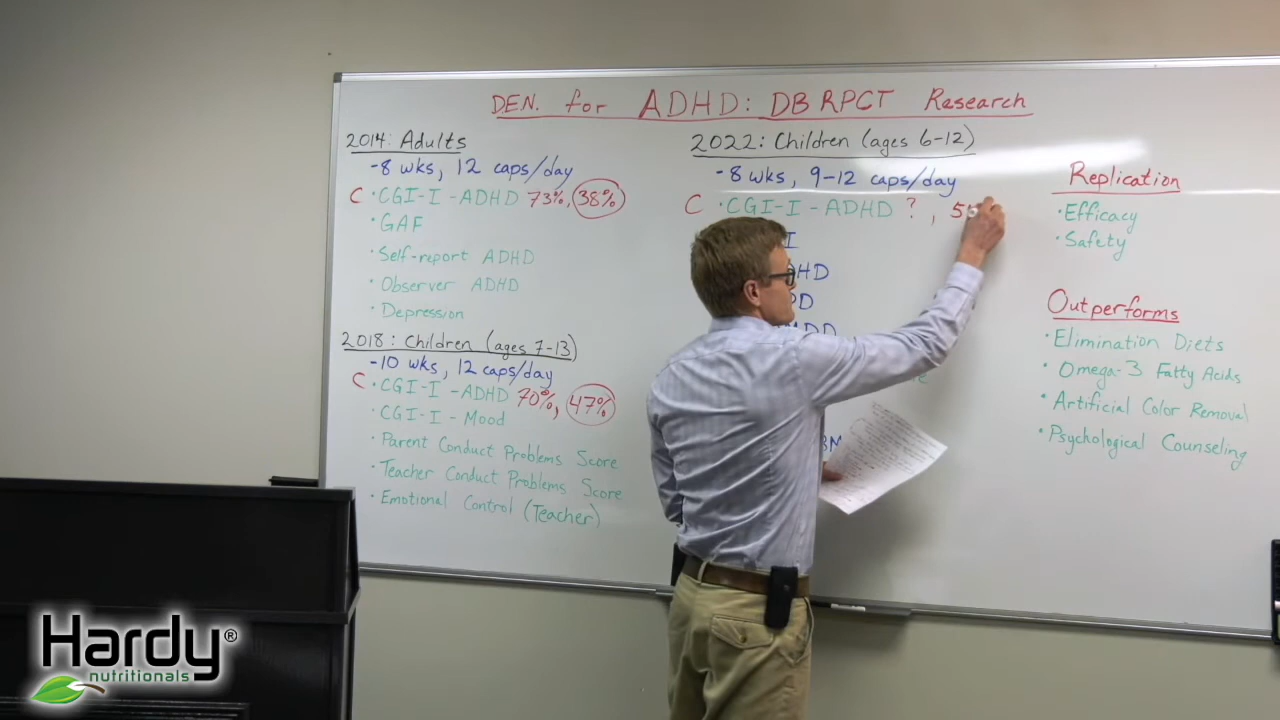 DEN. for ADHD: DB RPCT Research
2014: Adults
-8 wks, 12 caps/day
C • CGI-I-ADHD 73%, 38%
• GAF
• Self-report ADHD
• Observer ADHD
• Depression
2018: Children (ages 7-13)
-10 wks, 12 caps/day
C • CGI-I-ADHD 70%, 47%
• CGI-I-Mood
• Parent Conduct Problems Score
• Teacher Conduct Problems Score
• Emotional Control (Teacher)
2022: Children (ages 6-12)
-8 wks, 9-12 caps/day
C • CGI-I-ADHD ? ,
Replication
• Efficacy
• Safety
Outperforms
• Elimination Diets
• Omega-3 Fatty Acids
• Artificial Color Removal
• Psychological Counseling
Hardy®
nutritionals